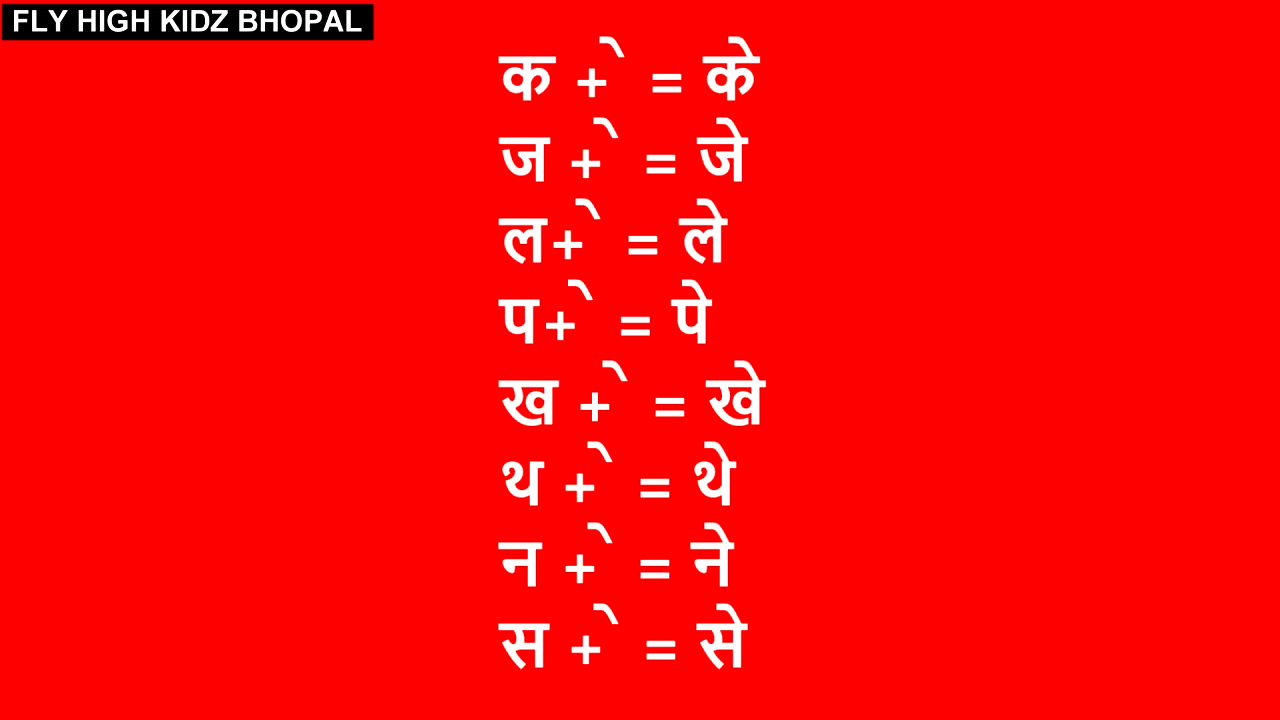 FLY HIGH KIDZ BHOPAL
क + े = के
ज + े = जे
ल+ े = ले
प+ े = पे
ख + े = खे
थ + े = थे
न + े = ने
स + े = से